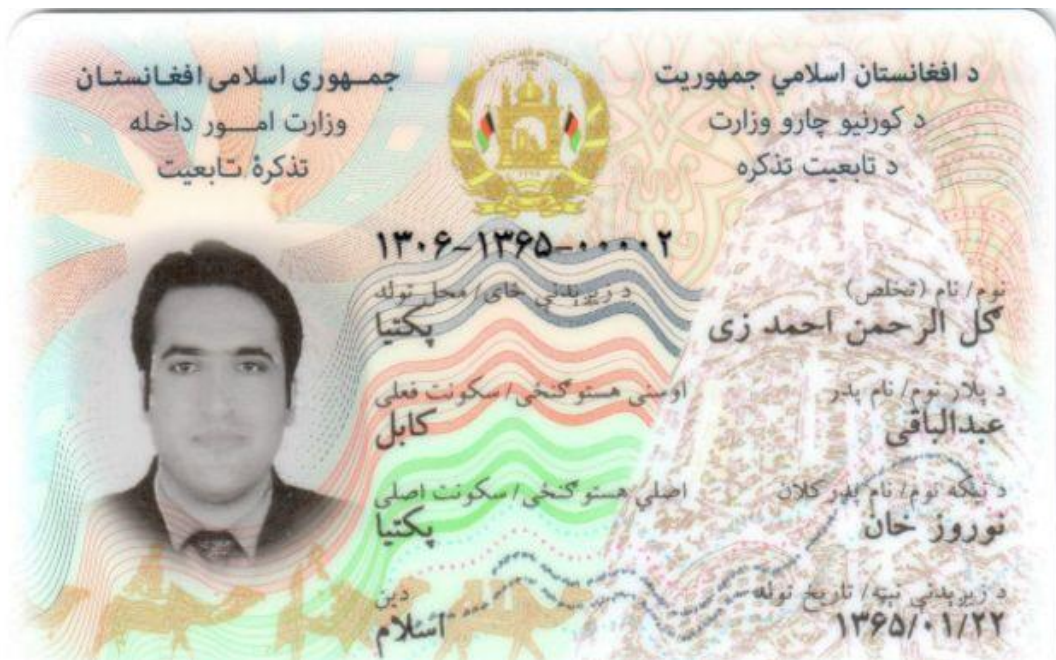 د افغانستان اسلامي جمهوریت
د کورنیو چارو وزارت
د تابعیت تذکره
جمهوری اسلامی افغانستان
وزارت امور داخله
تذکرهٔ تابعیت
۱۳۰۶-۱۳۶۵-۰۰۰۰۲
نوم/ نام (تخلص)
گل الرحمن احمد زی
د زیږیدني ځای/ محل تولد
پکتیا
د پلار نوم/ نام پدر
عبدالباقی
اوسنی هستوګنځی/ سکونت فعلی
کابل
د نیکه نوم/ نام پدر کلان
نوروز خان
اصلي هستوګنځی/ سکونت اصلی
پکتیا
د زیږیدني نیټه/ تاریخ تولد
۱۳۶۵/۰۱/۲۲
دین
اسلام